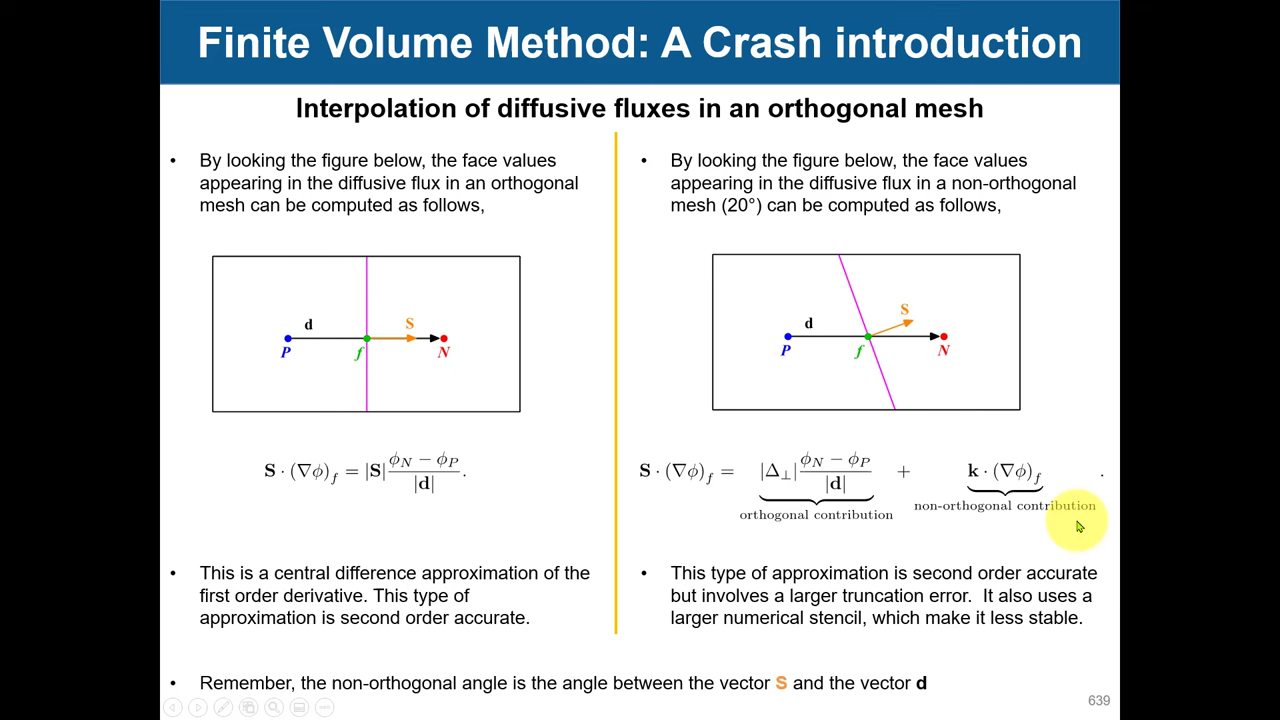 Finite Volume Method: A Crash introduction
Interpolation of diffusive fluxes in an orthogonal mesh
• By looking the figure below, the face values
appearing in the diffusive flux in an orthogonal
mesh can be computed as follows,
d
S
P
f
N
S · (∇ϕ)_f = |S| (ϕ_N − ϕ_P)/|d| .
• This is a central difference approximation of the
first order derivative. This type of
approximation is second order accurate.
• By looking the figure below, the face values
appearing in the diffusive flux in a non-orthogonal
mesh (20°) can be computed as follows,
d
S
P
f
N
S · (∇ϕ)_f = |Δ_⊥| (ϕ_N − ϕ_P)/|d| + k · (∇ϕ)_f .
orthogonal contribution
non-orthogonal contribution
• This type of approximation is second order accurate
but involves a larger truncation error. It also uses a
larger numerical stencil, which make it less stable.
• Remember, the non-orthogonal angle is the angle between the vector S and the vector d
639